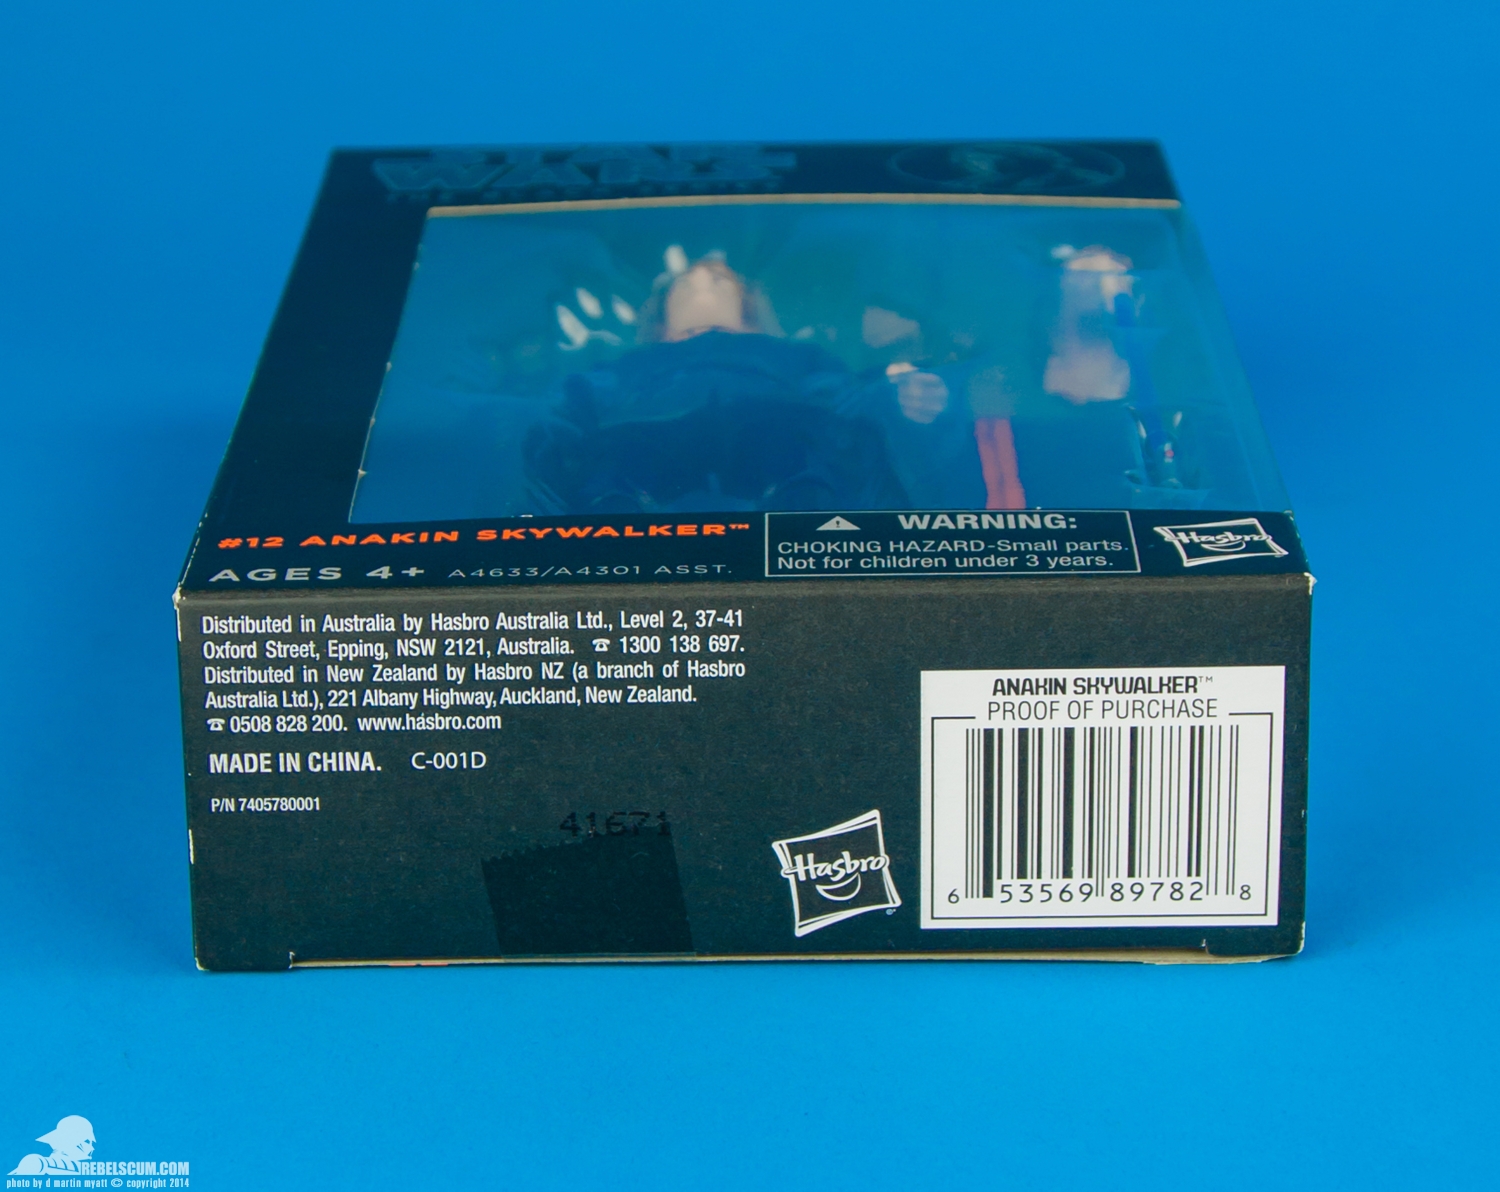 STAR
WARS
#12 ANAKIN SKYWALKER™
AGES 4+ A4633/A4301 ASST.
⚠ WARNING:
CHOKING HAZARD-Small parts.
Not for children under 3 years.
Hasbro
Distributed in Australia by Hasbro Australia Ltd., Level 2, 37-41
Oxford Street, Epping, NSW 2121, Australia. ☎ 1300 138 697.
Distributed in New Zealand by Hasbro NZ (a branch of Hasbro
Australia Ltd.), 221 Albany Highway, Auckland, New Zealand.
☎ 0508 828 200. www.hasbro.com
MADE IN CHINA. C-001D
P/N 7405780001
41671
Hasbro
ANAKIN SKYWALKER™
PROOF OF PURCHASE
6 53569 89782 8
REBELSCUM.COM
photo by d martin myatt © copyright 2014